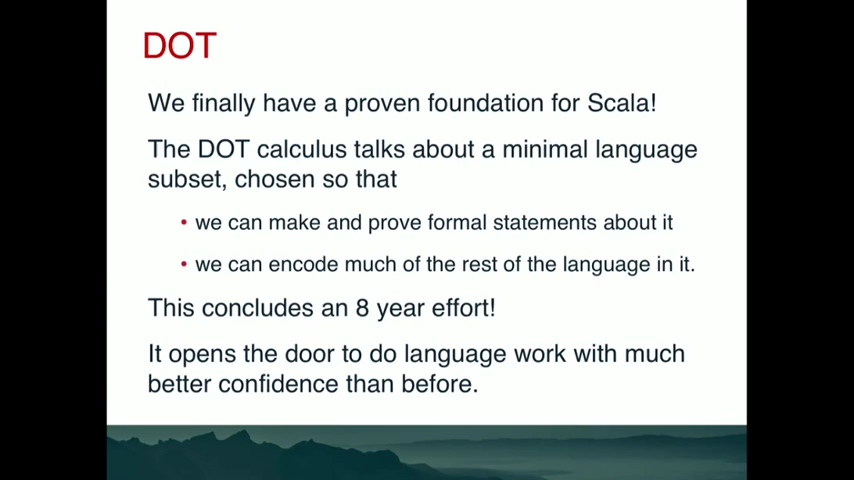 DOT
We finally have a proven foundation for Scala!
The DOT calculus talks about a minimal language
subset, chosen so that
• we can make and prove formal statements about it
• we can encode much of the rest of the language in it.
This concludes an 8 year effort!
It opens the door to do language work with much
better confidence than before.